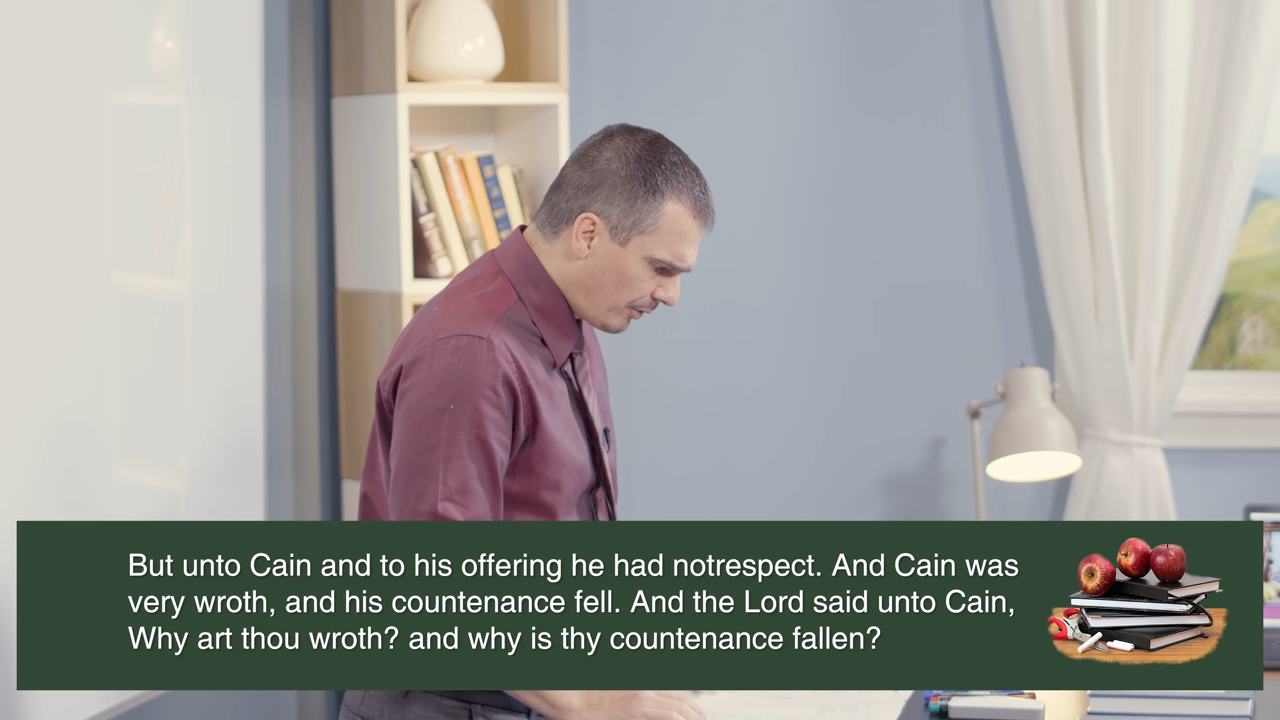 But unto Cain and to his offering he had notrespect. And Cain was
very wroth, and his countenance fell. And the Lord said unto Cain,
Why art thou wroth? and why is thy countenance fallen?